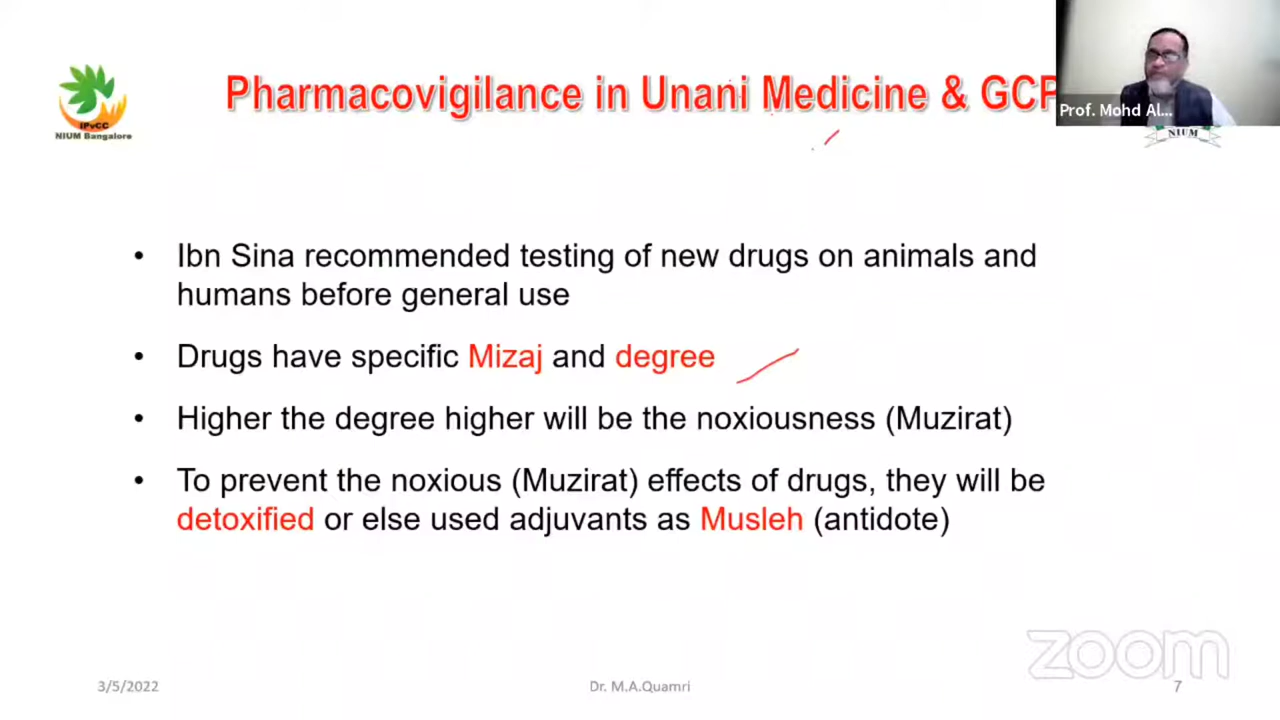 Pharmacovigilance in Unani Medicine & GCP
Prof. Mohd Al...
IPvCC
NIUM Bangalore
NIUM
• Ibn Sina recommended testing of new drugs on animals and
humans before general use
• Drugs have specific Mizaj and degree
• Higher the degree higher will be the noxiousness (Muzirat)
• To prevent the noxious (Muzirat) effects of drugs, they will be
detoxified or else used adjuvants as Musleh (antidote)
zoom
3/5/2022
Dr. M.A.Quamri
7